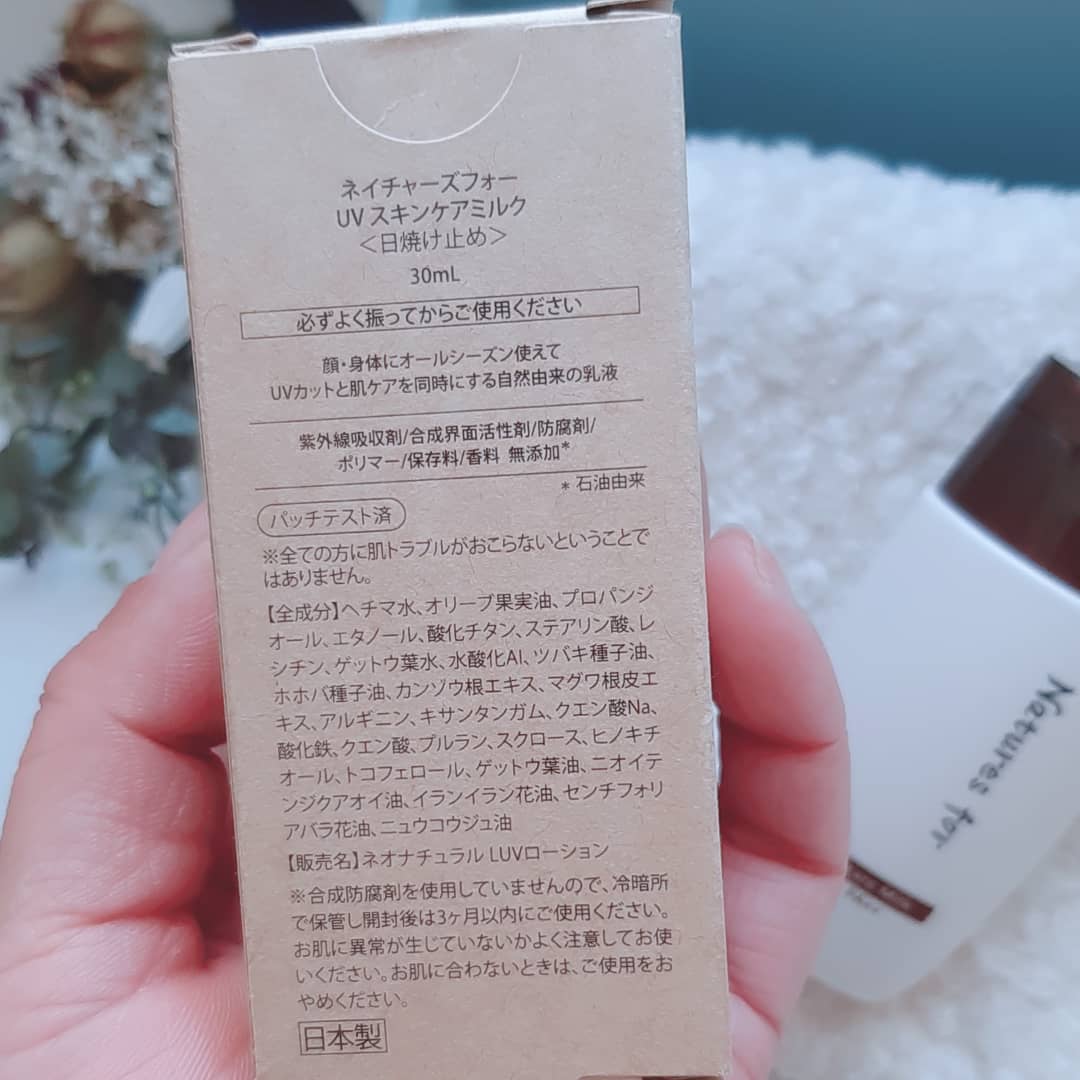 ネイチャーズフォー
UV スキンケアミルク
＜日焼け止め＞
30mL
必ずよく振ってからご使用ください
顔・身体にオールシーズン使えて
UVカットと肌ケアを同時にする自然由来の乳液
紫外線吸収剤/合成界面活性剤/防腐剤/
ポリマー/保存料/香料 無添加*
* 石油由来
パッチテスト済
※全ての方に肌トラブルがおこらないということで
はありません。
【全成分】ヘチマ水、オリーブ果実油、プロパンジ
オール、エタノール、酸化チタン、ステアリン酸、レ
シチン、ゲットウ葉水、水酸化Al、ツバキ種子油、
ホホバ種子油、カンゾウ根エキス、マグワ根皮エ
キス、アルギニン、キサンタンガム、クエン酸Na、
酸化鉄、クエン酸、プルラン、スクロース、ヒノキチ
オール、トコフェロール、ゲットウ葉油、ニオイテ
ンジクアオイ油、イランイラン花油、センチフォリ
アバラ花油、ニュウコウジュ油
【販売名】ネオナチュラル LUVローション
※合成防腐剤を使用していませんので、冷暗所
で保管し開封後は3ヶ月以内にご使用ください。
お肌に異常が生じていないかよく注意してお使
いください。お肌に合わないときは、ご使用をお
やめください。
日本製
Natures for